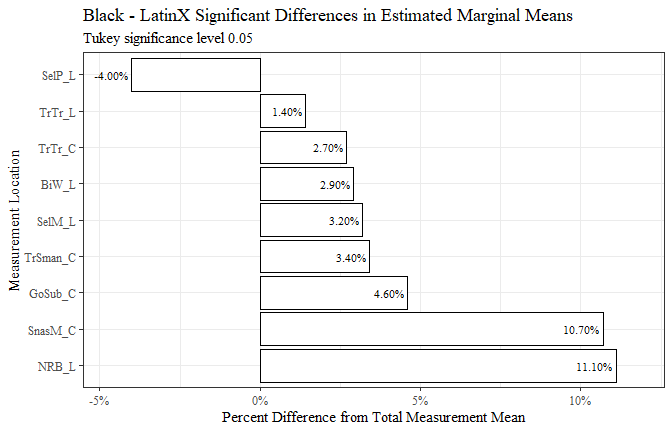 Black - LatinX Significant Differences in Estimated Marginal Means
Tukey significance level 0.05
Measurement Location
SelP_L
-4.00%
TrTr_L
1.40%
TrTr_C
2.70%
BiW_L
2.90%
SelM_L
3.20%
TrSman_C
3.40%
GoSub_C
4.60%
SnasM_C
10.70%
NRB_L
11.10%
-5%
0%
5%
10%
Percent Difference from Total Measurement Mean